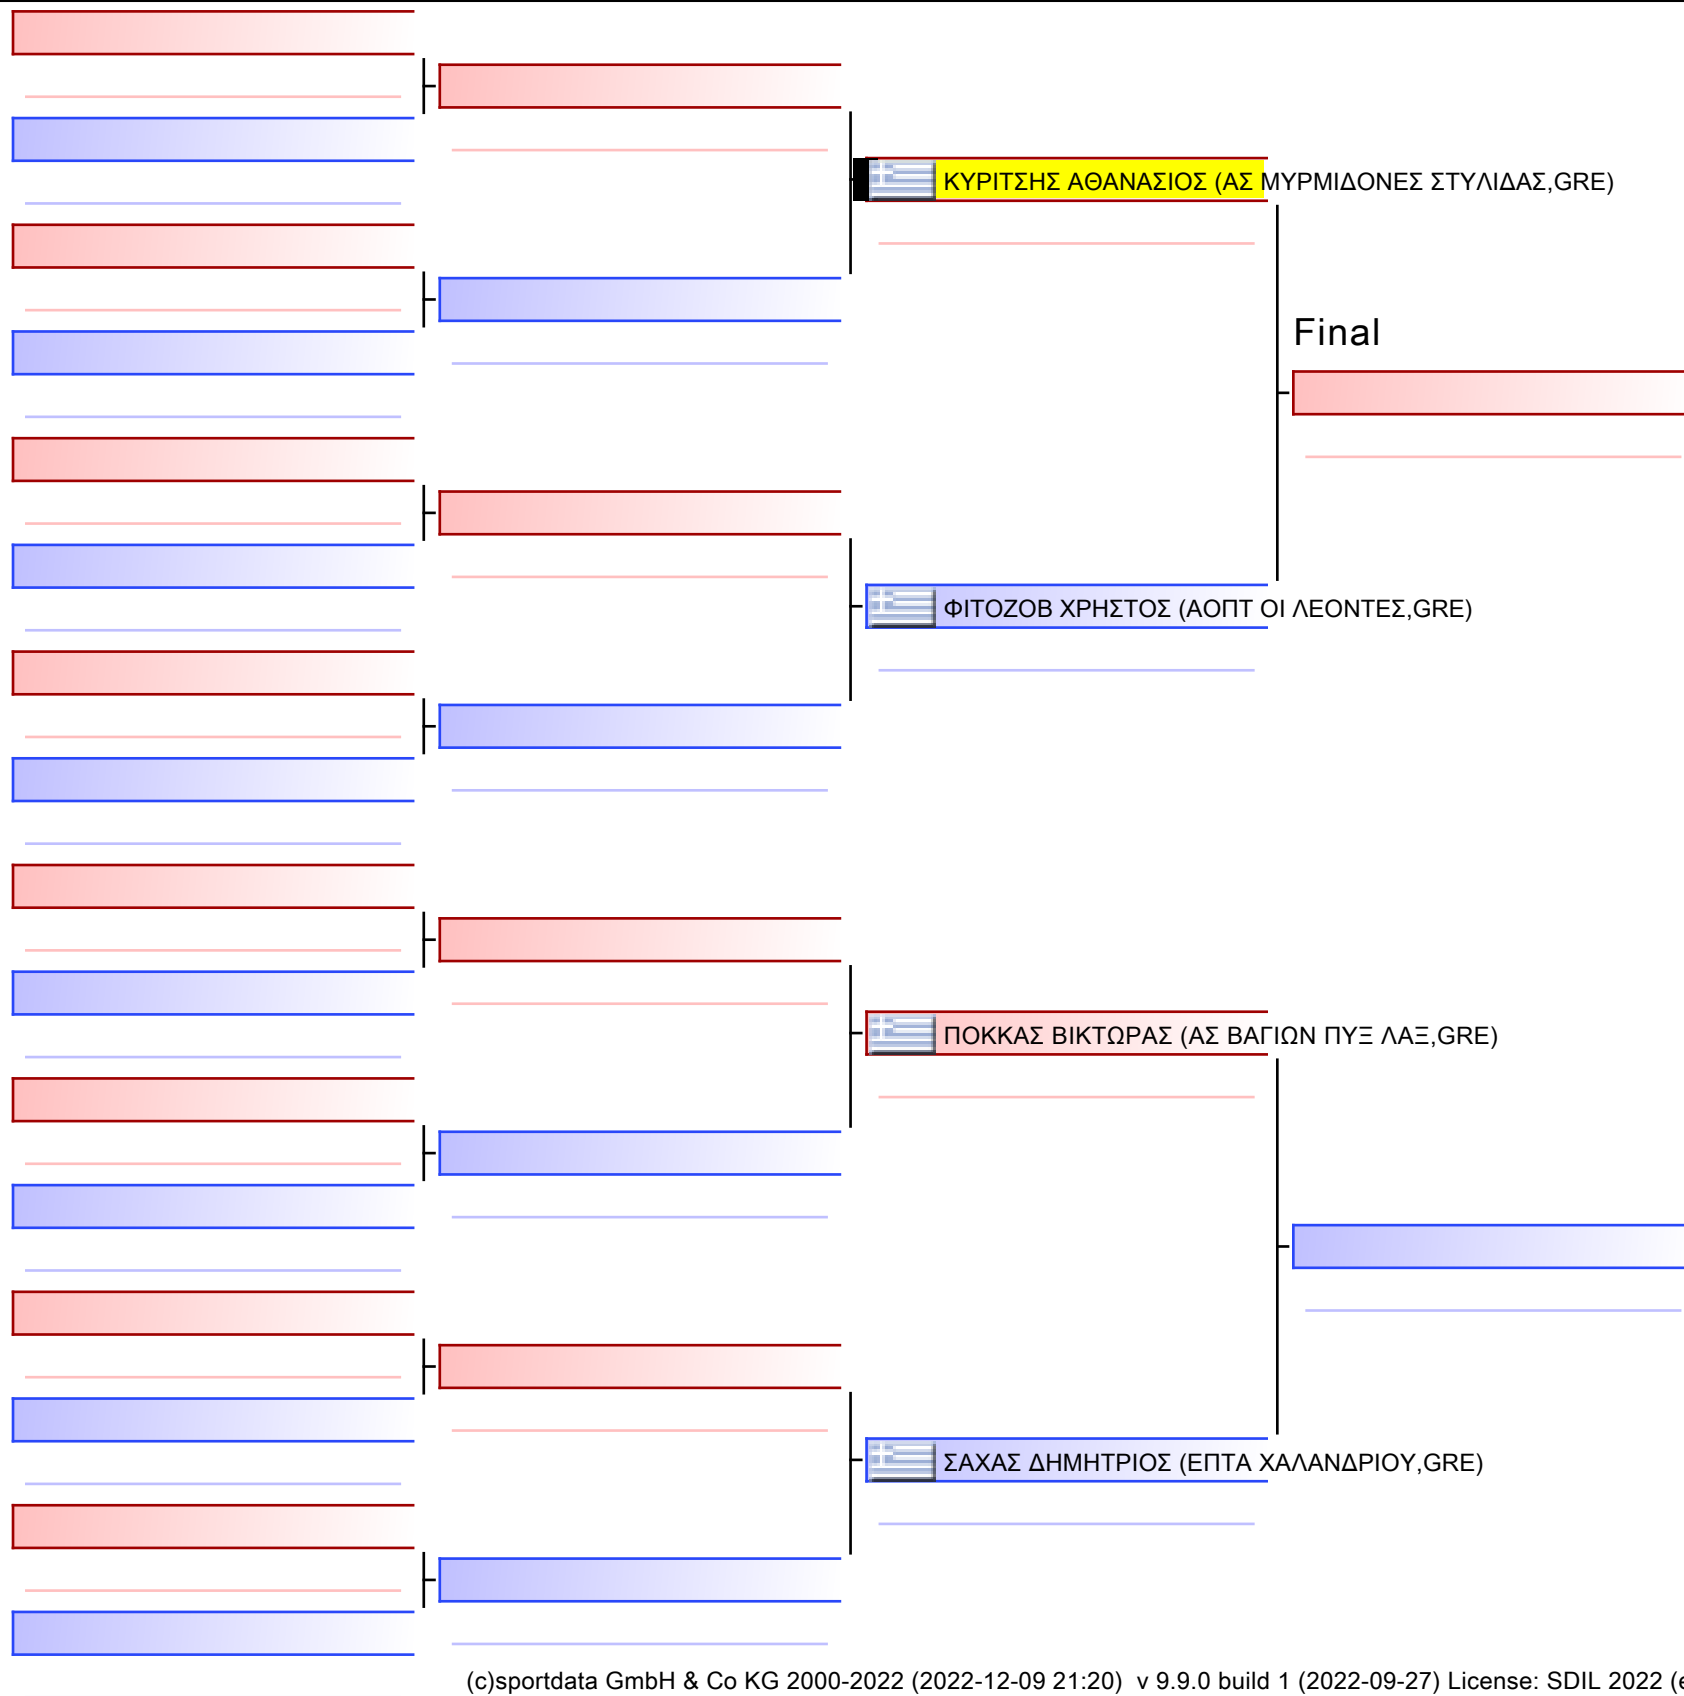 ΚΥΡΙΤΣΗΣ ΑΘΑΝΑΣΙΟΣ (ΑΣ ΜΥΡΜΙΔΟΝΕΣ ΣΤΥΛΙΔΑΣ,GRE)
Final
ΦΙΤΟΖΟΒ ΧΡΗΣΤΟΣ (ΑΟΠΤ ΟΙ ΛΕΟΝΤΕΣ,GRE)
ΠΟΚΚΑΣ ΒΙΚΤΩΡΑΣ (ΑΣ ΒΑΓΙΩΝ ΠΥΞ ΛΑΞ,GRE)
ΣΑΧΑΣ ΔΗΜΗΤΡΙΟΣ (ΕΠΤΑ ΧΑΛΑΝΔΡΙΟΥ,GRE)
(c)sportdata GmbH & Co KG 2000-2022 (2022-12-09 21:20) v 9.9.0 build 1 (2022-09-27) License: SDIL 2022 (